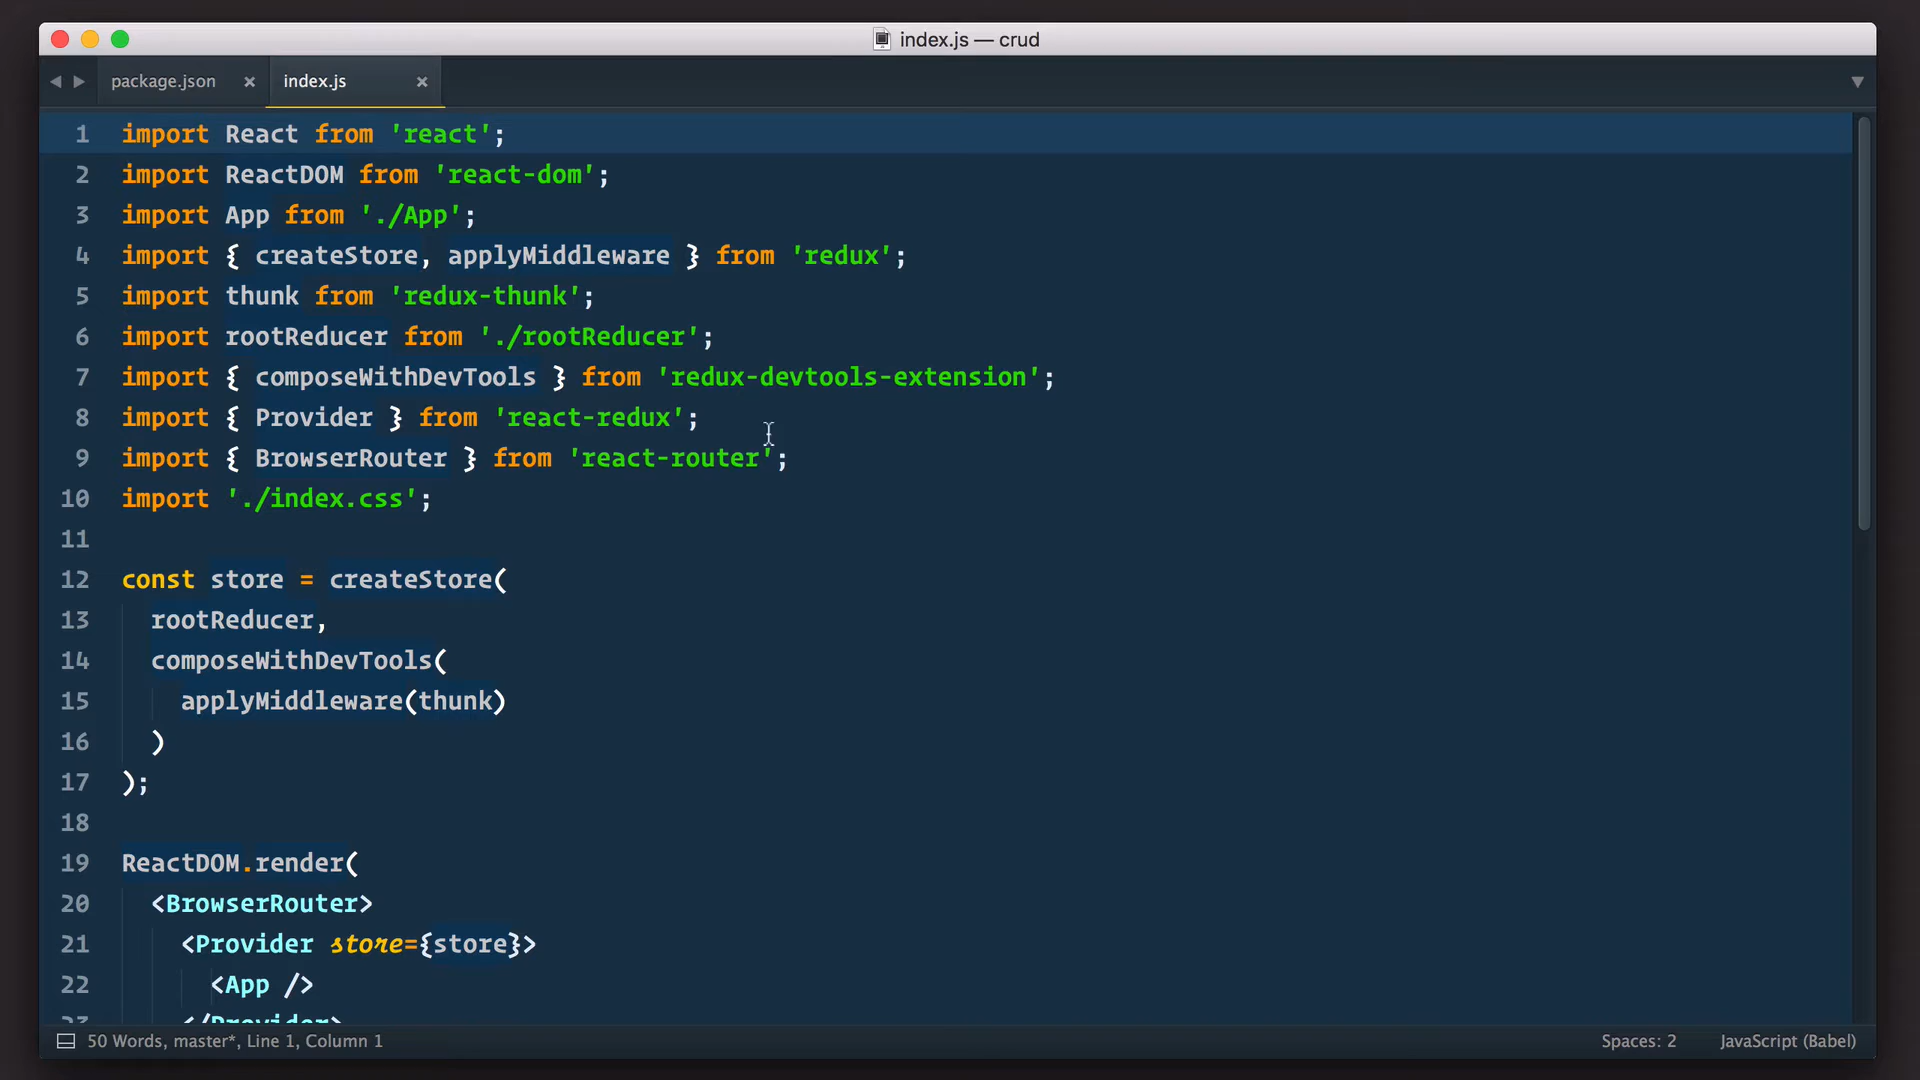 index.js — crud
package.json × index.js ×
1 import React from 'react';
2 import ReactDOM from 'react-dom';
3 import App from './App';
4 import { createStore, applyMiddleware } from 'redux';
5 import thunk from 'redux-thunk';
6 import rootReducer from './rootReducer';
7 import { composeWithDevTools } from 'redux-devtools-extension';
8 import { Provider } from 'react-redux';
9 import { BrowserRouter } from 'react-router';
10 import './index.css';
11
12 const store = createStore(
13   rootReducer,
14   composeWithDevTools(
15     applyMiddleware(thunk)
16   )
17 );
18
19 ReactDOM.render(
20   <BrowserRouter>
21     <Provider store={store}>
22       <App />
23     </Provider>
50 Words, master*, Line 1, Column 1 Spaces: 2 JavaScript (Babel)